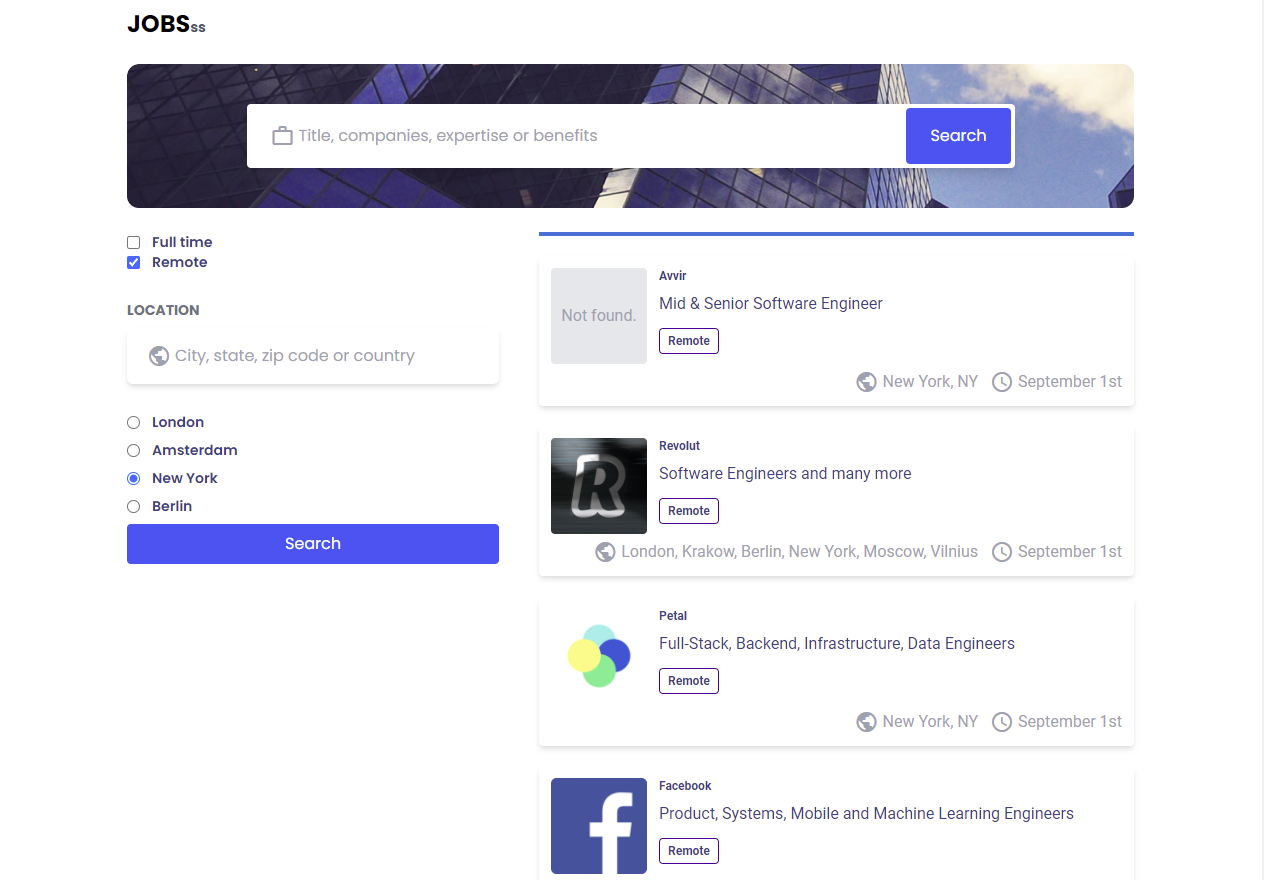 JOBSss
Title, companies, expertise or benefits
Search
Full time
Remote
LOCATION
City, state, zip code or country
London
Amsterdam
New York
Berlin
Search
Not found.
Avvir
Mid & Senior Software Engineer
Remote
New York, NY September 1st
R
Revolut
Software Engineers and many more
Remote
London, Krakow, Berlin, New York, Moscow, Vilnius September 1st
Petal
Full-Stack, Backend, Infrastructure, Data Engineers
Remote
New York, NY September 1st
f
Facebook
Product, Systems, Mobile and Machine Learning Engineers
Remote